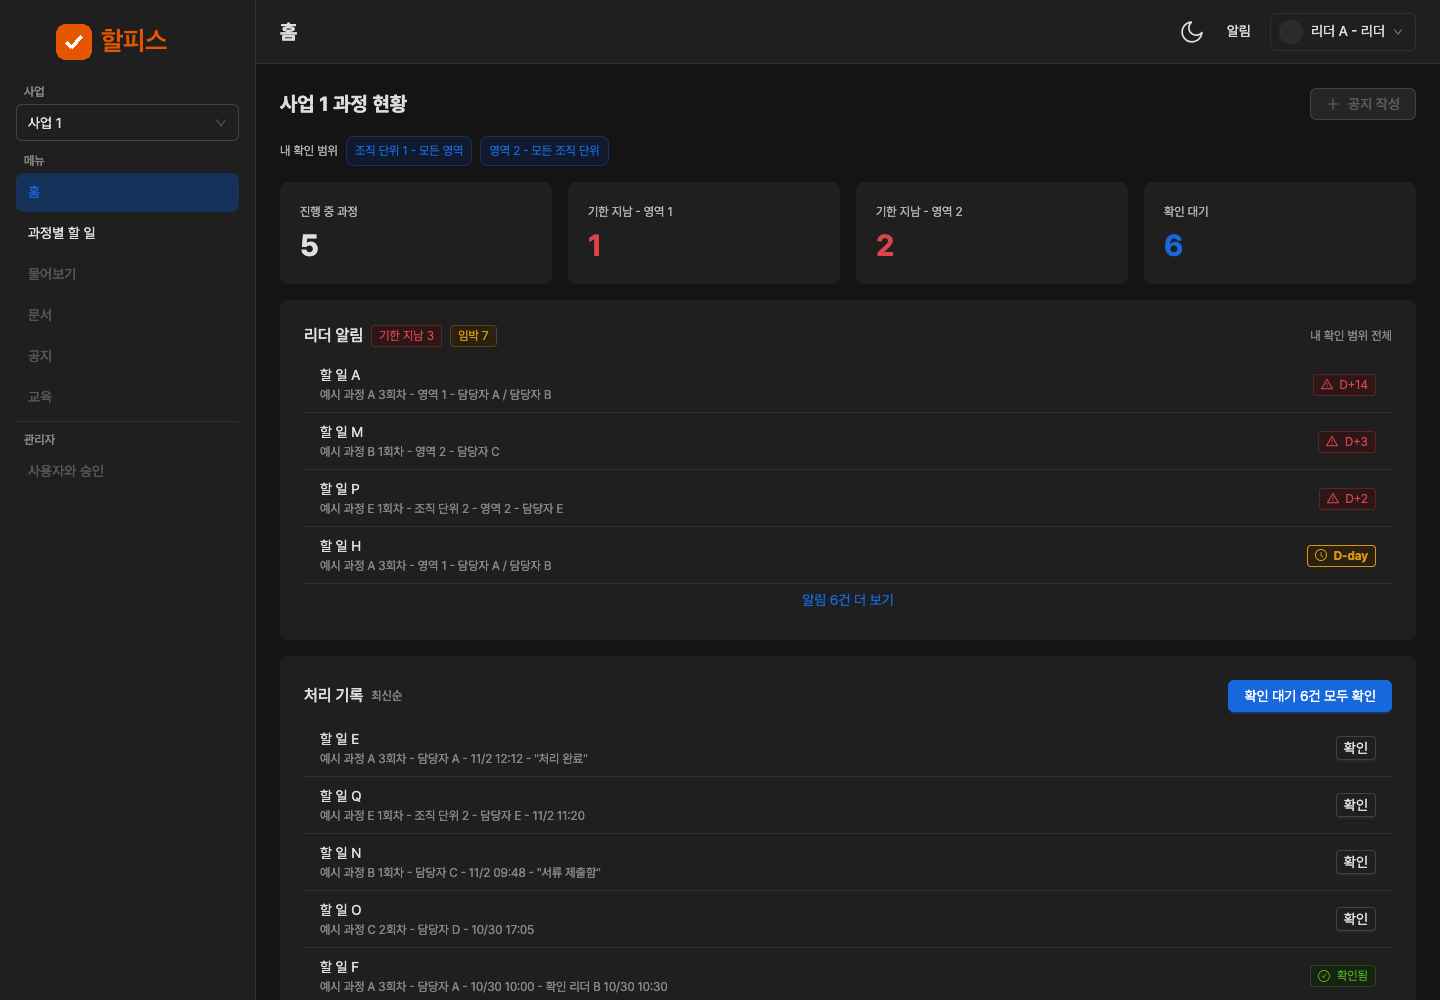 할피스
사업
사업 1
메뉴
홈
과정별 할 일
물어보기
문서
공지
교육
관리자
사용자와 승인
홈
알림
리더 A - 리더
사업 1 과정 현황
공지 작성
내 확인 범위
조직 단위 1 - 모든 영역
영역 2 - 모든 조직 단위
진행 중 과정
5
기한 지남 - 영역 1
1
기한 지남 - 영역 2
2
확인 대기
6
리더 알림 기한 지남 3 임박 7
내 확인 범위 전체
할 일 A
예시 과정 A 3회차 - 영역 1 - 담당자 A / 담당자 B
D+14
할 일 M
예시 과정 B 1회차 - 영역 2 - 담당자 C
D+3
할 일 P
예시 과정 E 1회차 - 조직 단위 2 - 영역 2 - 담당자 E
D+2
할 일 H
예시 과정 A 3회차 - 영역 1 - 담당자 A / 담당자 B
D-day
알림 6건 더 보기
처리 기록 최신순
확인 대기 6건 모두 확인
할 일 E
예시 과정 A 3회차 - 담당자 A - 11/2 12:12 - "처리 완료"
확인
할 일 Q
예시 과정 E 1회차 - 조직 단위 2 - 담당자 E - 11/2 11:20
확인
할 일 N
예시 과정 B 1회차 - 담당자 C - 11/2 09:48 - "서류 제출함"
확인
할 일 O
예시 과정 C 2회차 - 담당자 D - 10/30 17:05
확인
할 일 F
예시 과정 A 3회차 - 담당자 A - 10/30 10:00 - 확인 리더 B 10/30 10:30
확인됨